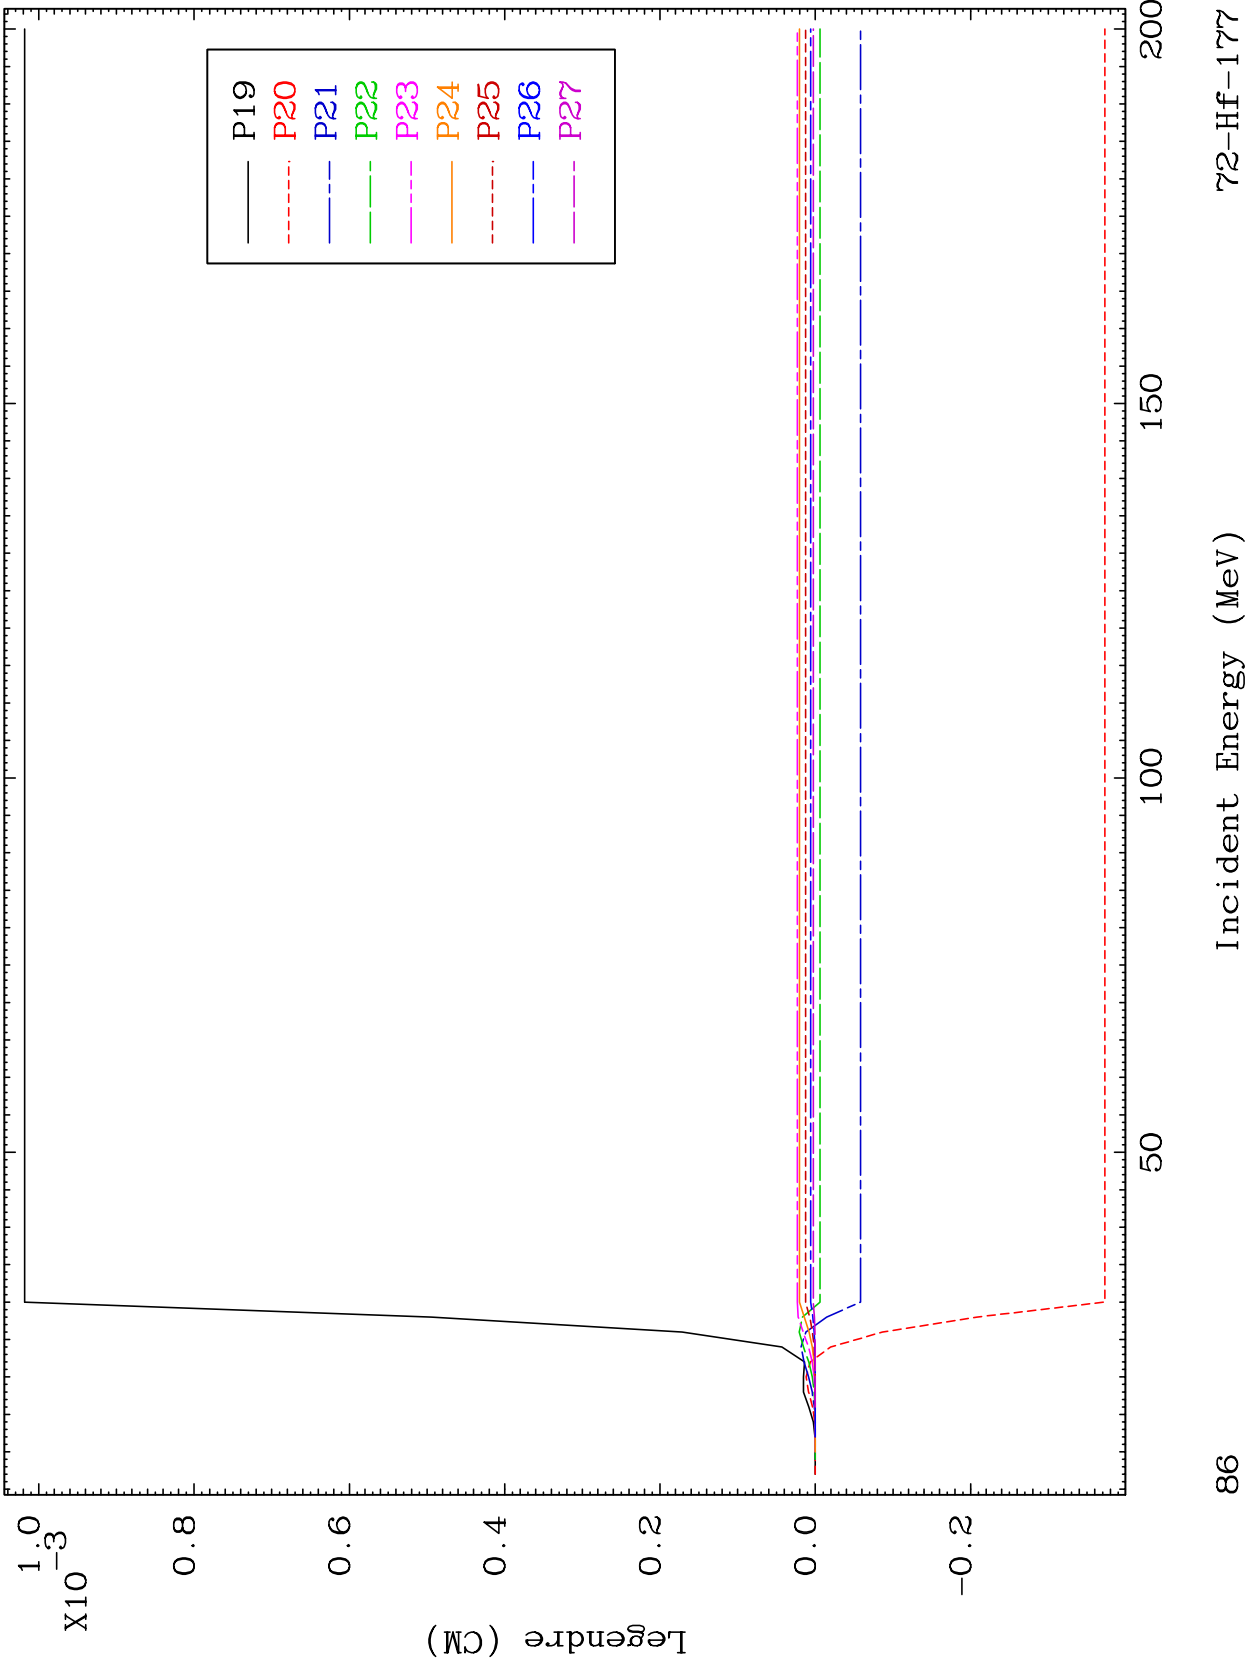 P19
P20
P21
P22
P23
P24
P25
P26
P27
1.0
X10⁻³
0.8
0.6
0.4
0.2
0.0
-0.2
Legendre (CM)
50
100
150
200
Incident Energy (MeV)
86
72-Hf-177